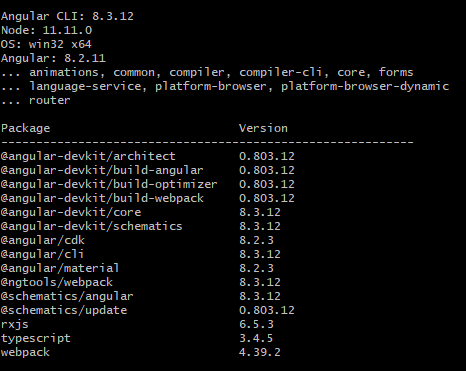 Angular CLI: 8.3.12
Node: 11.11.0
OS: win32 x64
Angular: 8.2.11
... animations, common, compiler, compiler-cli, core, forms
... language-service, platform-browser, platform-browser-dynamic
... router
Package                           Version
-----------------------------------------------------------
@angular-devkit/architect         0.803.12
@angular-devkit/build-angular     0.803.12
@angular-devkit/build-optimizer   0.803.12
@angular-devkit/build-webpack     0.803.12
@angular-devkit/core              8.3.12
@angular-devkit/schematics        8.3.12
@angular/cdk                      8.2.3
@angular/cli                      8.3.12
@angular/material                 8.2.3
@ngtools/webpack                  8.3.12
@schematics/angular               8.3.12
@schematics/update                0.803.12
rxjs                              6.5.3
typescript                        3.4.5
webpack                           4.39.2